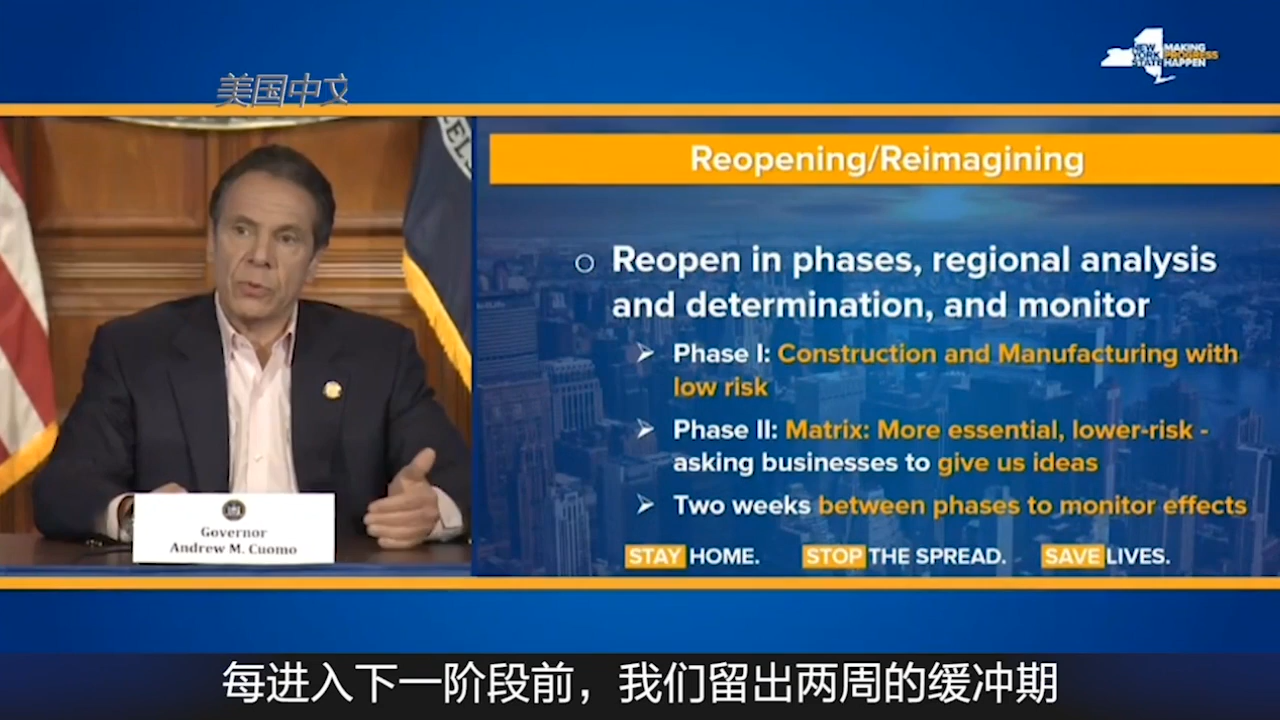 美国中文
NEW YORK STATE
MAKING PROGRESS HAPPEN
ELS
Reopening/Reimagining
Reopen in phases, regional analysis
and determination, and monitor
Phase I: Construction and Manufacturing with
low risk
Phase II: Matrix: More essential, lower-risk -
asking businesses to give us ideas
Two weeks between phases to monitor effects
STAY HOME. STOP THE SPREAD. SAVE LIVES.
Governor
Andrew M. Cuomo
每进入下一阶段前，我们留出两周的缓冲期